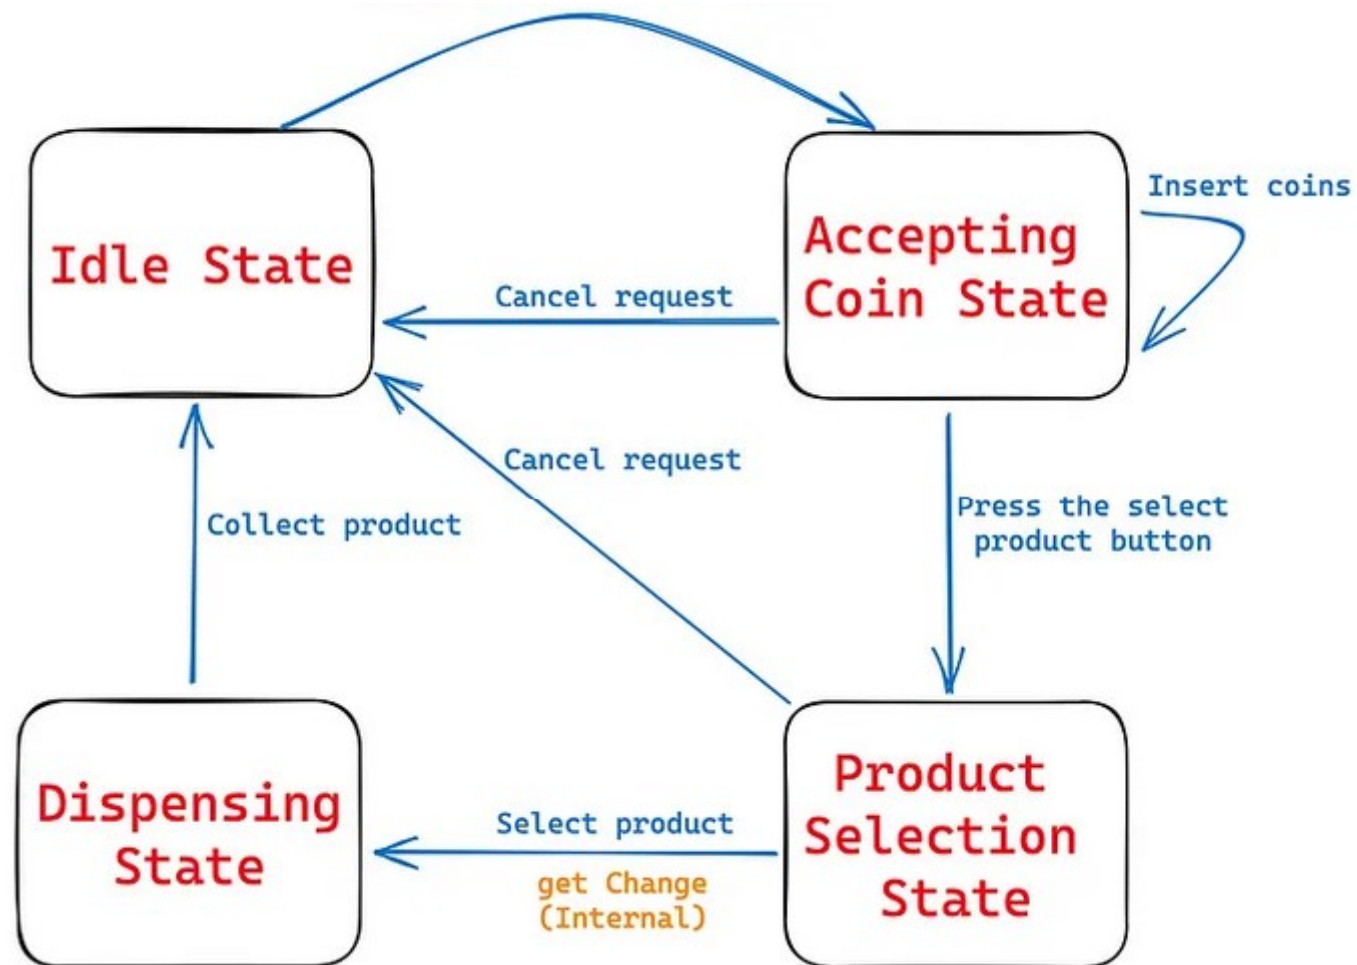 Idle State
Accepting
Coin State
Insert coins
Cancel request
Cancel request
Collect product
Press the select
product button
Dispensing
State
Select product
get Change
(Internal)
Product
Selection
State